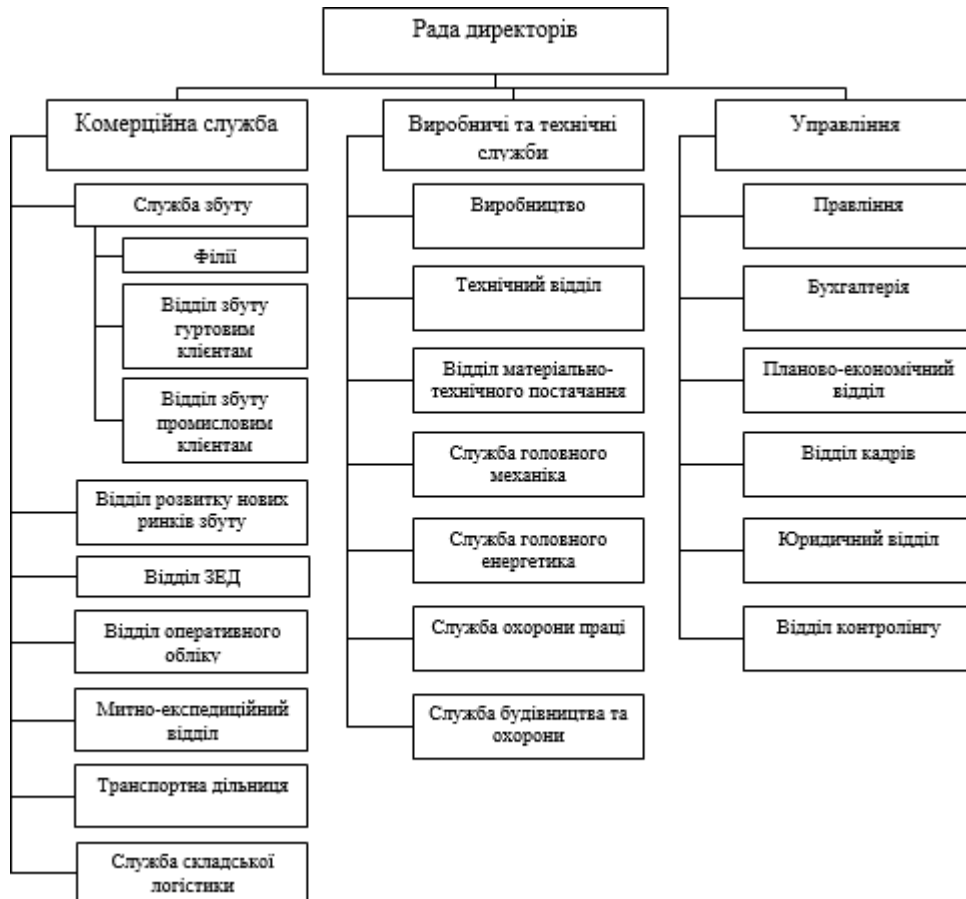 Рада директорів
Комерційна служба
Служба збуту
Філії
Відділ збуту
гуртовим
клієнтам
Відділ збуту
промисловим
клієнтам
Відділ розвитку нових
ринків збуту
Відділ ЗЕД
Відділ оперативного
обліку
Митно-експедиційний
відділ
Транспортна дільниця
Служба складської
логістики
Виробничі та технічні
служби
Виробництво
Технічний відділ
Відділ матеріально-
технічного постачання
Служба головного
механіка
Служба головного
енергетика
Служба охорони праці
Служба будівництва та
охорони
Управління
Правління
Бухгалтерія
Планово-економічний
відділ
Відділ кадрів
Юридичний відділ
Відділ контролінгу